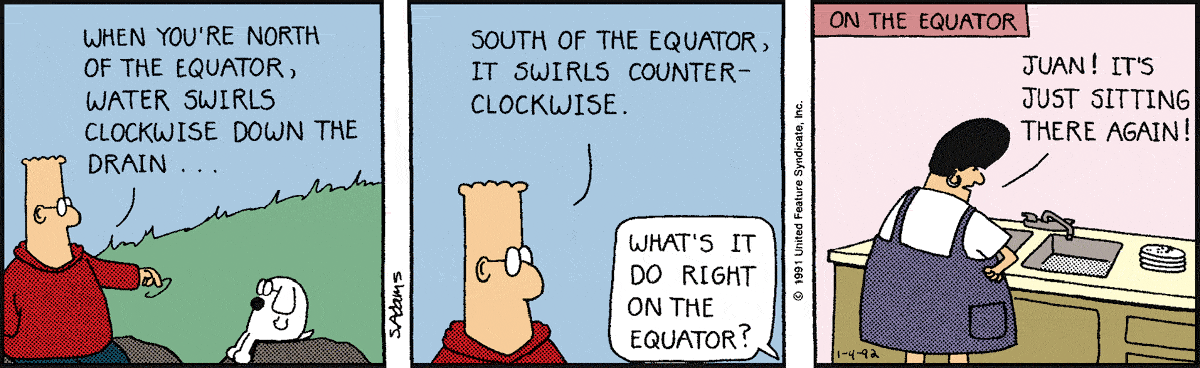 WHEN YOU'RE NORTH
OF THE EQUATOR,
WATER SWIRLS
CLOCKWISE DOWN THE
DRAIN ...
S.Adams
SOUTH OF THE EQUATOR,
IT SWIRLS COUNTER-
CLOCKWISE.
WHAT'S IT
DO RIGHT
ON THE
EQUATOR?
© 1991 United Feature Syndicate, Inc.
ON THE EQUATOR
JUAN! IT'S
JUST SITTING
THERE AGAIN!
1-4-92